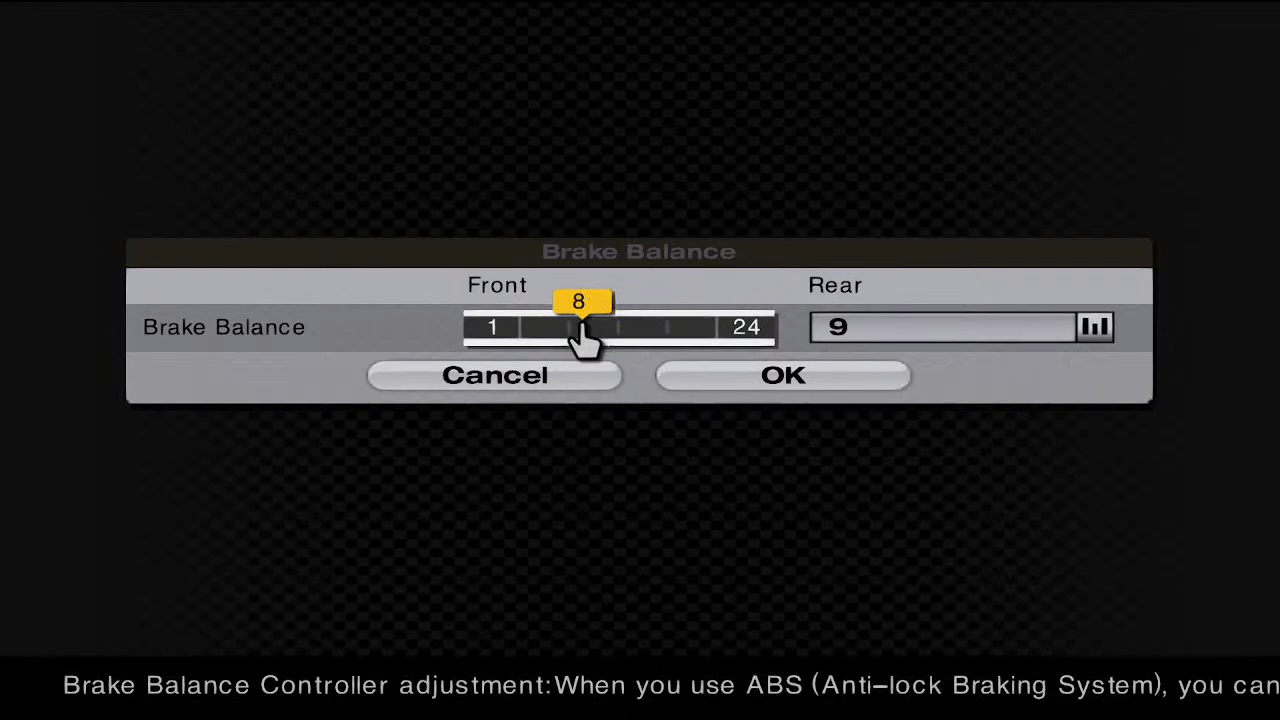 Brake Balance
Front Rear
8
Brake Balance 1 24 9
Cancel OK
Brake Balance Controller adjustment:When you use ABS (Anti-lock Braking System), you can